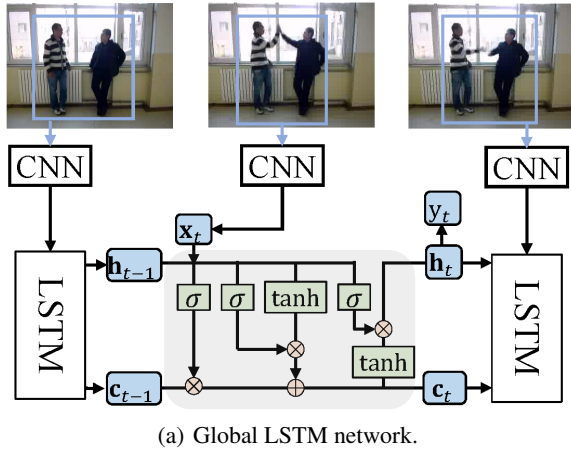 CNN
CNN
CNN
x_t
y_t
h_{t-1}
h_t
LSTM
σ
σ
tanh
σ
LSTM
tanh
c_{t-1}
c_t
(a) Global LSTM network.